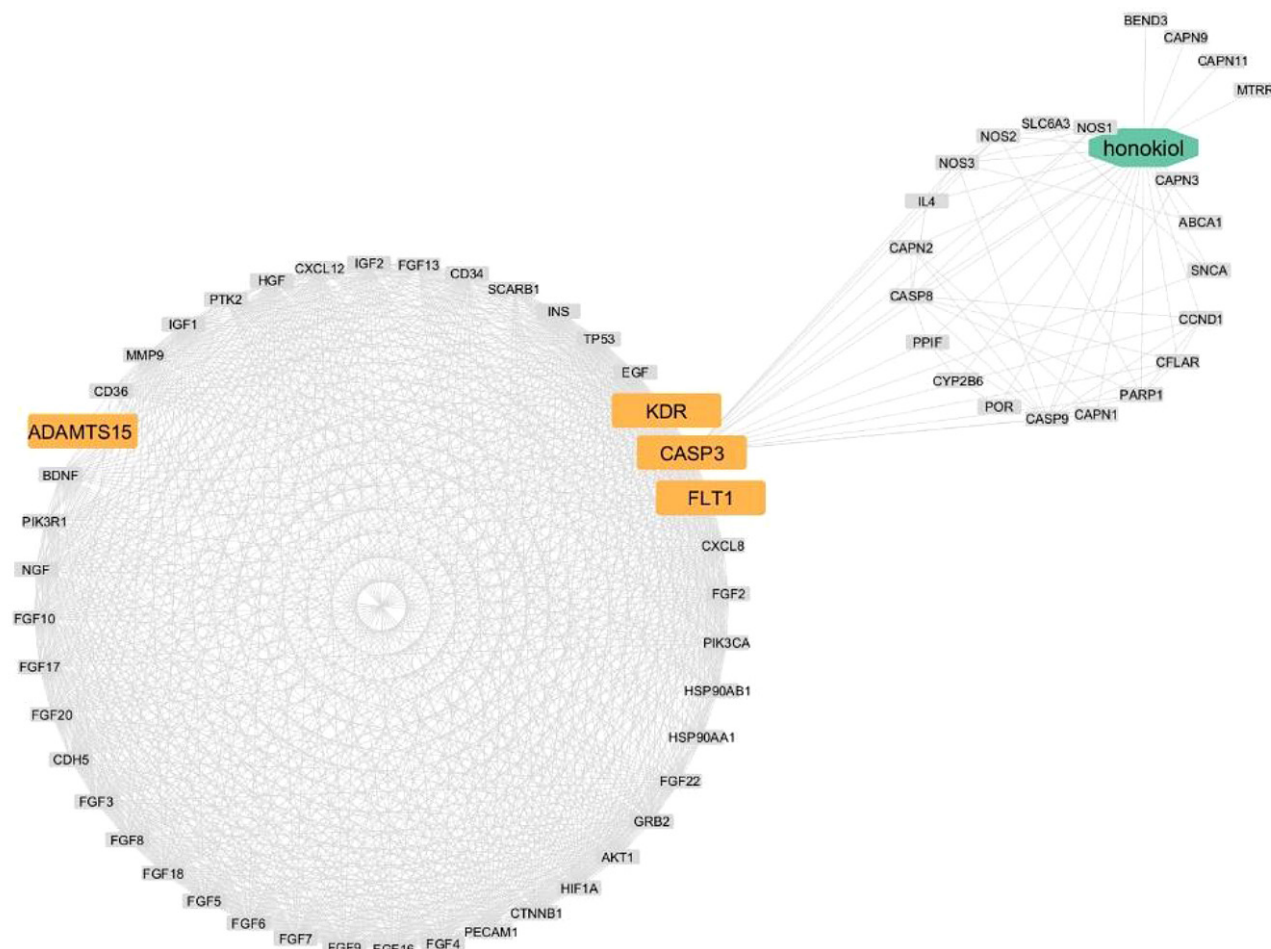 BEND3
CAPN9
CAPN11
MTRR
SLC6A3
NOS1
NOS2
honokiol
NOS3
CAPN3
IL4
ABCA1
CAPN2
SNCA
CASP8
CCND1
PPIF
CFLAR
CYP2B6
PARP1
POR
CASP9
CAPN1
IGF2
FGF13
CXCL12
CD34
HGF
SCARB1
PTK2
INS
IGF1
TP53
MMP9
EGF
CD36
KDR
ADAMTS15
CASP3
BDNF
FLT1
PIK3R1
CXCL8
NGF
FGF2
FGF10
PIK3CA
FGF17
HSP90AB1
FGF20
HSP90AA1
CDH5
FGF22
FGF3
GRB2
FGF8
AKT1
FGF18
HIF1A
FGF5
CTNNB1
FGF6
PECAM1
FGF7
FGF4
FGF9
FGF16